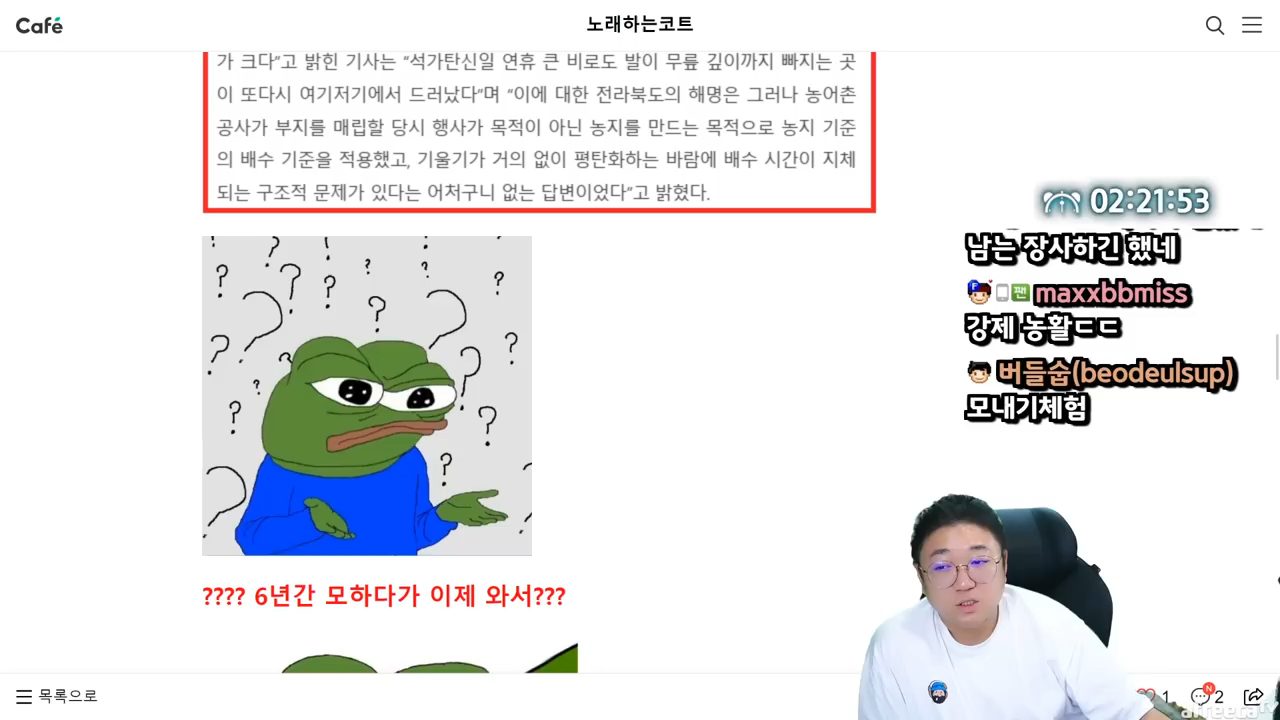 Café
노래하는코트
가 크다”고 밝힌 기사는 “석가탄신일 연휴 큰 비로도 발이 무릎 깊이까지 빠지는 곳
이 또다시 여기저기에서 드러났다”며 “이에 대한 전라북도의 해명은 그러나 농어촌
공사가 부지를 매립할 당시 행사가 목적이 아닌 농지를 만드는 목적으로 농지 기준
의 배수 기준을 적용했고, 기울기가 거의 없이 평탄화하는 바람에 배수 시간이 지체
되는 구조적 문제가 있다는 어처구니 없는 답변이었다”고 밝혔다.
02:21:53
남는 장사하긴 했네
F 팬 maxxbbmiss
강제 농활ㄷㄷ
버들숩(beodeulsup)
모내기체험
???? 6년간 모하다가 이제 와서???
목록으로
1
N 2
afreeca